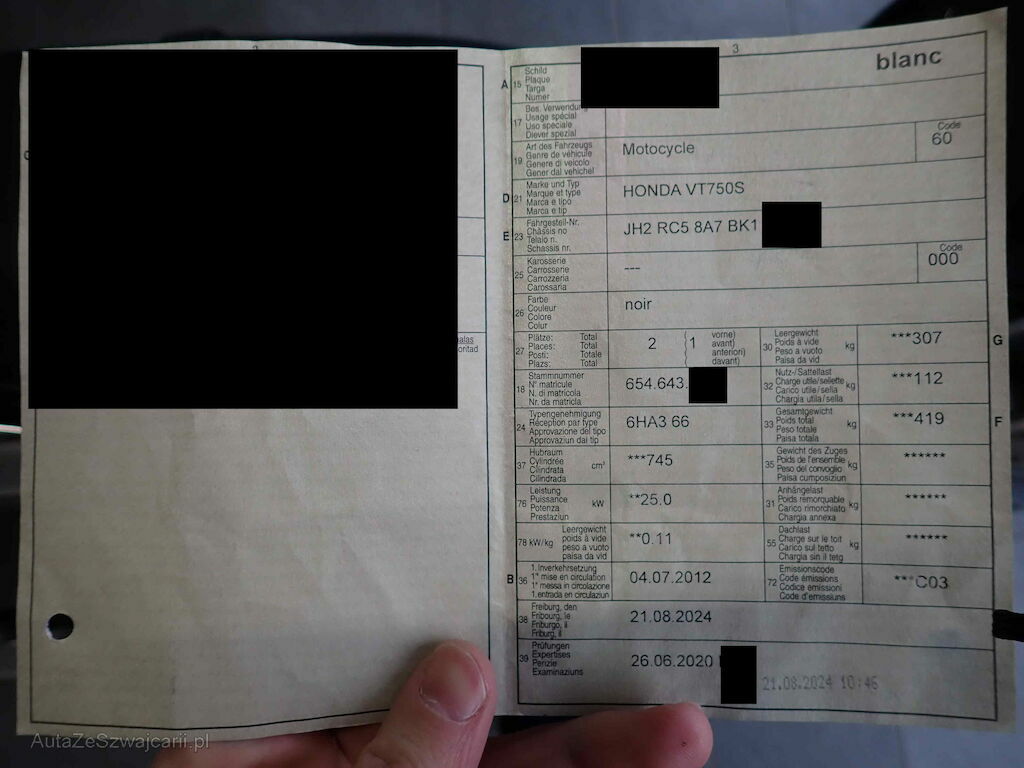 3
blanc
A 15 Schild
Plaque
Targa
Numer
17 Bes. Verwendung
Usage spécial
Uso speciale
Diever spezial
19 Art des Fahrzeugs
Genre de véhicule
Genere di veicolo
Gener dal vehichel
Motocycle
Code
60
D 21 Marke und Typ
Marque et type
Marca e tipo
Marca e tip
HONDA VT750S
E 23 Fahrgestell-Nr.
Châssis no
Telaio n.
Schassis nr.
JH2 RC5 8A7 BK1
25 Karosserie
Carrosserie
Carrozzeria
Carossaria
---
Code
000
26 Farbe
Couleur
Colore
Colur
noir
27 Plätze: Total
Places: Total
Posti: Totale
Plazs: Total
2 ( 1 vorne)
avant)
anteriori)
davant)
30 Leergewicht
Poids à vide
Peso a vuoto
Paisa da vid
kg
***307
G
18 Stammnummer
N° matricule
N. di matricola
Nr. da matricla
654.643.
32 Nutz-/Sattellast
Charge utile/sellette
Carico utile/sella
Chargia utila/sella
kg
***112
24 Typengenehmigung
Réception par type
Approvazione del tipo
Approvaziun dal tip
6HA3 66
33 Gesamtgewicht
Poids total
Peso totale
Paisa totala
kg
***419
F
37 Hubraum
Cylindrée
Cilindrata
Cilindrada
cm³
***745
35 Gewicht des Zuges
Poids de l'ensemble
Peso del convoglio
Paisa cumposiziun
kg
******
76 Leistung
Puissance
Potenza
Prestaziun
kW
**25.0
31 Anhängelast
Poids remorquable
Carico rimorchiato
Chargia annexa
kg
******
78 kW/kg Leergewicht
poids à vide
peso a vuoto
paisa da vid
**0.11
55 Dachlast
Charge sur le toit
Carico sul tetto
Chargia sin il tetg
kg
******
B 36 1. Inverkehrsetzung
1re mise en circulation
1a messa in circolazione
1. entrada en circulaziun
04.07.2012
72 Emissionscode
Code émissions
Codice emissioni
Code d'emissiuns
***C03
38 Freiburg, den
Fribourg, le
Friburgo, il
Friburg, il
21.08.2024
39 Prüfungen
Expertises
Perizie
Examinaziuns
26.06.2020
21.08.2024 10:46
AutaZeSzwajcarii.pl